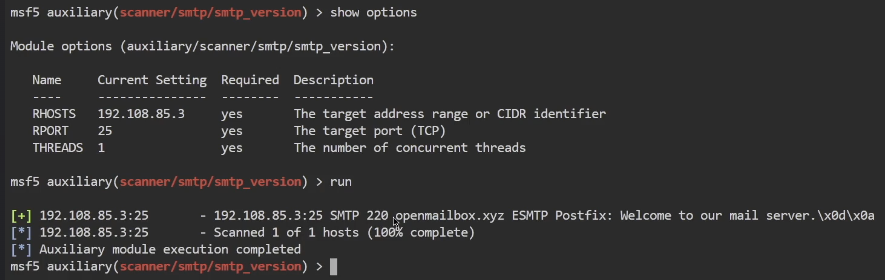 msf5 auxiliary(scanner/smtp/smtp_version) > show options
Module options (auxiliary/scanner/smtp/smtp_version):
Name Current Setting Required Description
---- --------------- -------- -----------
RHOSTS 192.108.85.3 yes The target address range or CIDR identifier
RPORT 25 yes The target port (TCP)
THREADS 1 yes The number of concurrent threads
msf5 auxiliary(scanner/smtp/smtp_version) > run
[+] 192.108.85.3:25 - 192.108.85.3:25 SMTP 220 openmailbox.xyz ESMTP Postfix: Welcome to our mail server.\x0d\x0a
[*] 192.108.85.3:25 - Scanned 1 of 1 hosts (100% complete)
[*] Auxiliary module execution completed
msf5 auxiliary(scanner/smtp/smtp_version) >